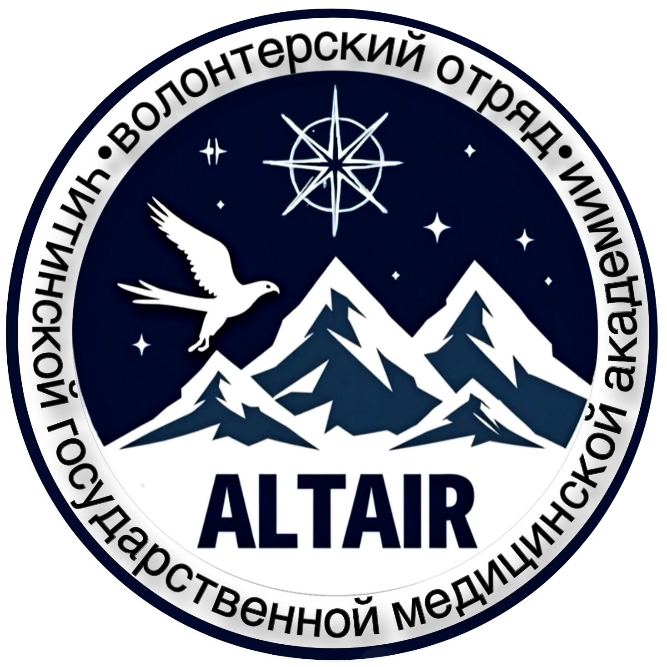 •волонтерский отряд•
читинской государственной медицинской академии
ALTAIR